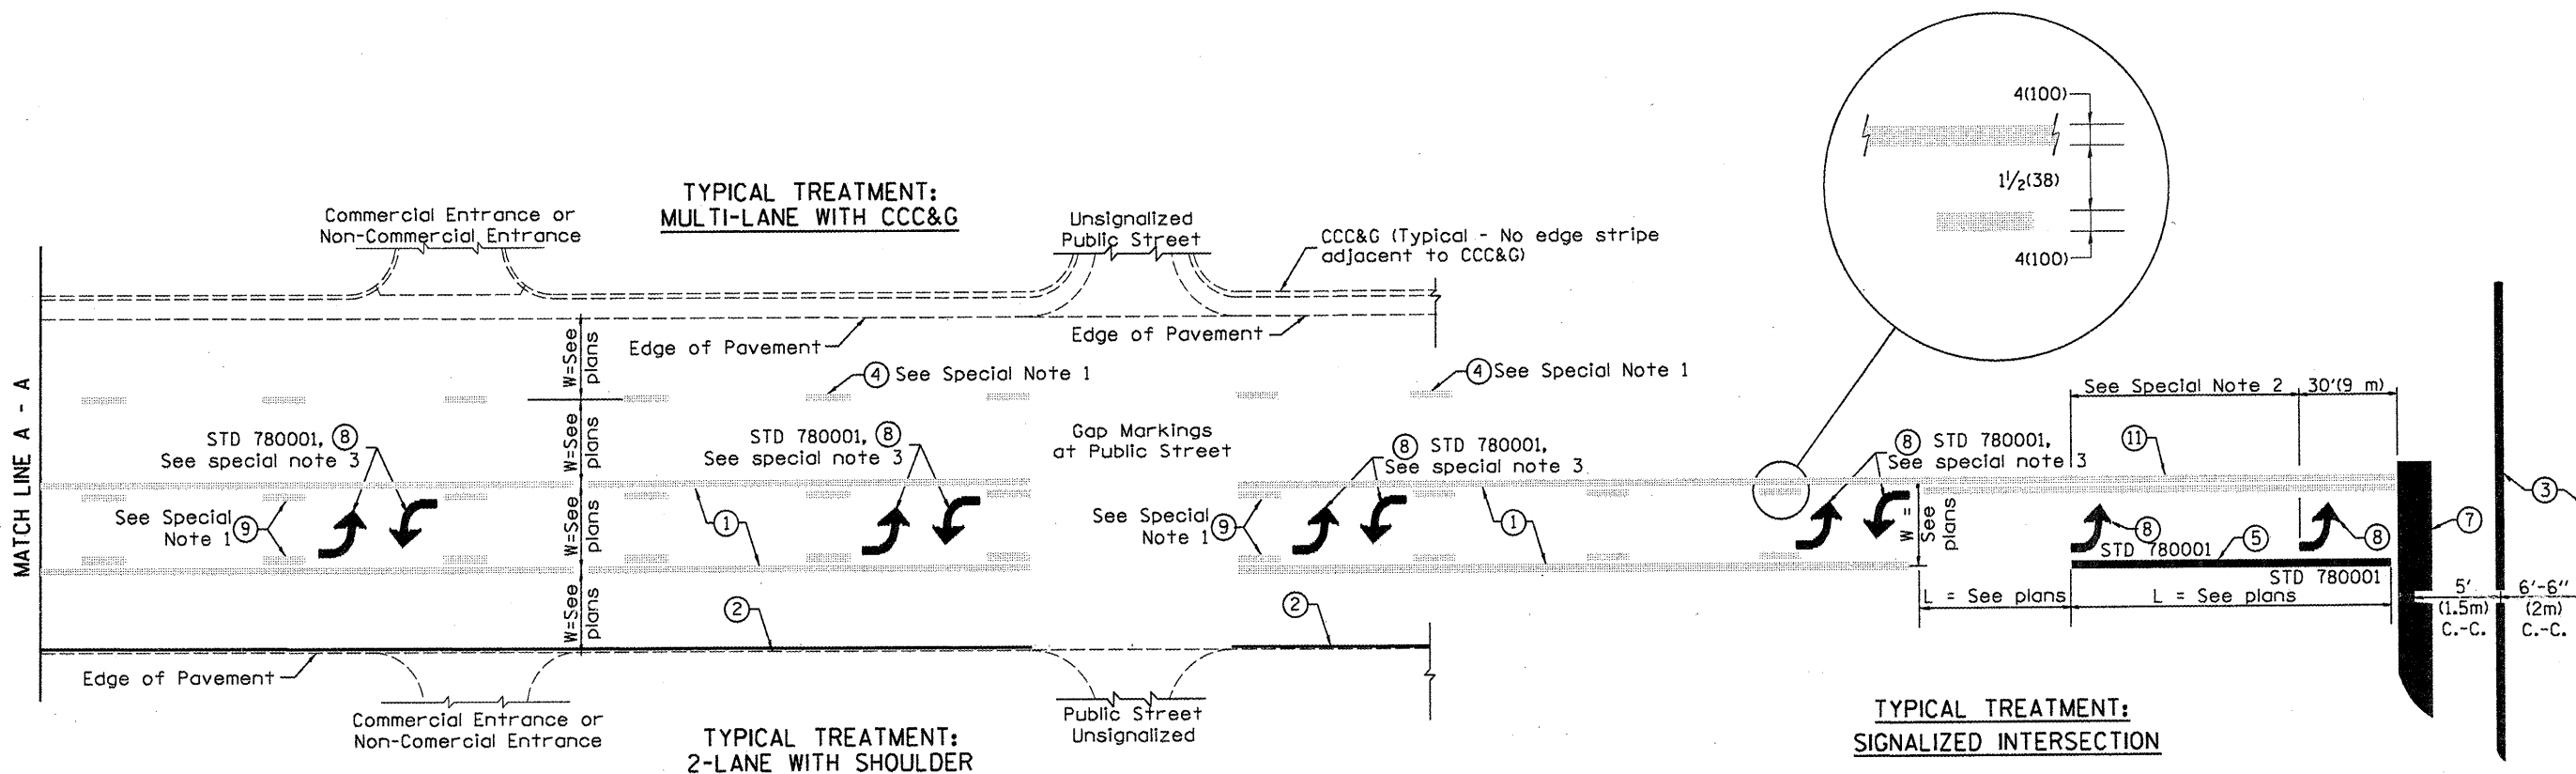 TYPICAL TREATMENT:
MULTI-LANE WITH CCC&G
Commercial Entrance or
Non-Commercial Entrance
Unsignalized
Public Street
CCC&G (Typical - No edge stripe
adjacent to CCC&G)
4(100)
1½(38)
4(100)
MATCH LINE A - A
Edge of Pavement
Edge of Pavement
W=See
plans
4 See Special Note 1
4 See Special Note 1
See Special Note 2
30'(9 m)
W=See
plans
STD 780001, 8
See special note 3
STD 780001, 8
See special note 3
Gap Markings
at Public Street
8 STD 780001,
See special note 3
8 STD 780001,
See special note 3
11
See Special
Note 1
9
W=See
plans
1
See Special
Note 1
9
1
W =
See
plans
8
STD 780001
5
8
7
3
STD 780001
L = See plans
L = See plans
5'
(1.5m)
C.-C.
6'-6"
(2m)
C.-C.
W=See
plans
2
2
Edge of Pavement
Commercial Entrance or
Non-Comercial Entrance
Public Street
Unsignalized
TYPICAL TREATMENT:
2-LANE WITH SHOULDER
TYPICAL TREATMENT:
SIGNALIZED INTERSECTION